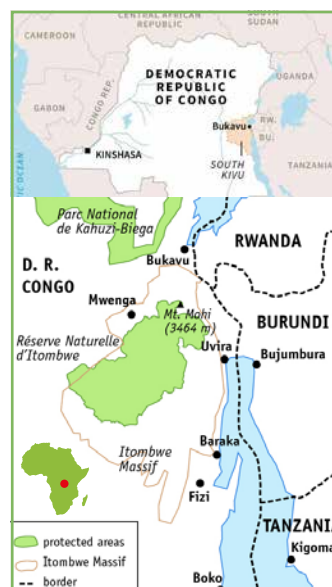 CENTRAL AFRICAN
REPUBLIC
SOUTH
SUDAN
CAMEROON
DEMOCRATIC
REPUBLIC
OF CONGO
UGANDA
CONGO REP.
GABON
Bukavu
RW.
BU.
KINSHASA
SOUTH
KIVU
TANZANIA
Parc National
de Kahuzi-Biega
Bukavu
RWANDA
D. R.
CONGO
Mwenga
Mt. Mohi
(3464 m)
BURUNDI
Réserve Naturelle
d'Itombwe
Uvira
Bujumbura
Itombwe
Massif
Baraka
Fizi
TANZANI
Kigoma
Boko
protected areas
Itombwe Massif
border